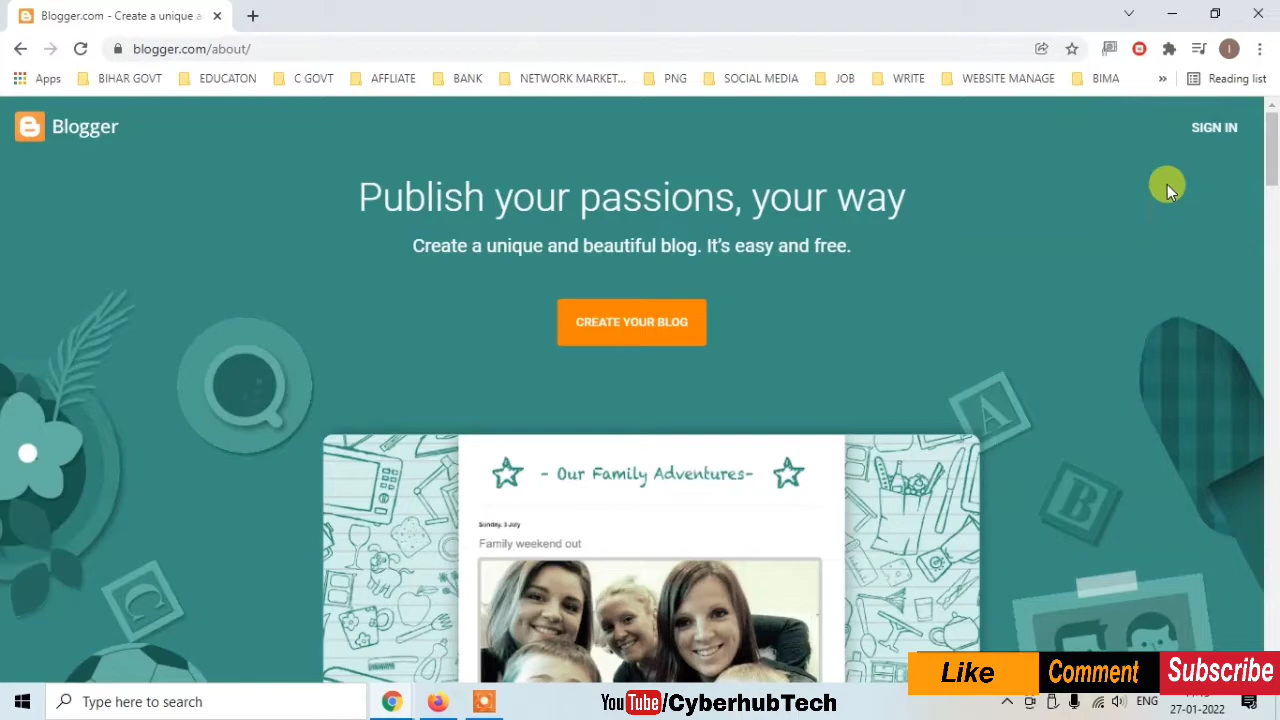 Blogger.com - Create a unique a
blogger.com/about/
Apps BIHAR GOVT EDUCATON C GOVT AFFLIATE BANK NETWORK MARKET... PNG SOCIAL MEDIA JOB WRITE WEBSITE MANAGE BIMA » Reading list
Blogger
SIGN IN
Publish your passions, your way
Create a unique and beautiful blog. It's easy and free.
CREATE YOUR BLOG
A
B
C
- Our Family Adventures-
Sunday, 3 July
Family weekend out
Like Comment Subscribe
Type here to search
YouTube/CyberhubTech
ENG
27-01-2022